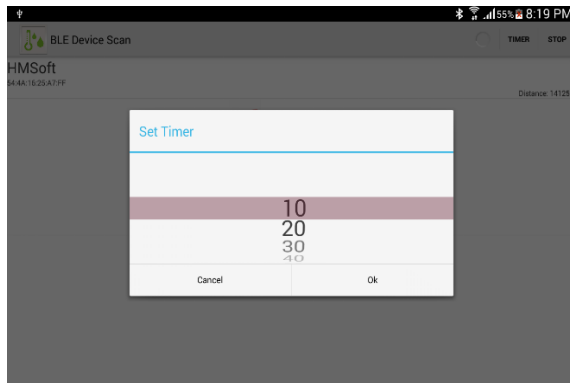 55% 8:19 PM
BLE Device Scan
TIMER STOP
HMSoft
54:4A:16:25:A7:FF
Distance: 14125
Set Timer
10
20
30
40
Cancel Ok